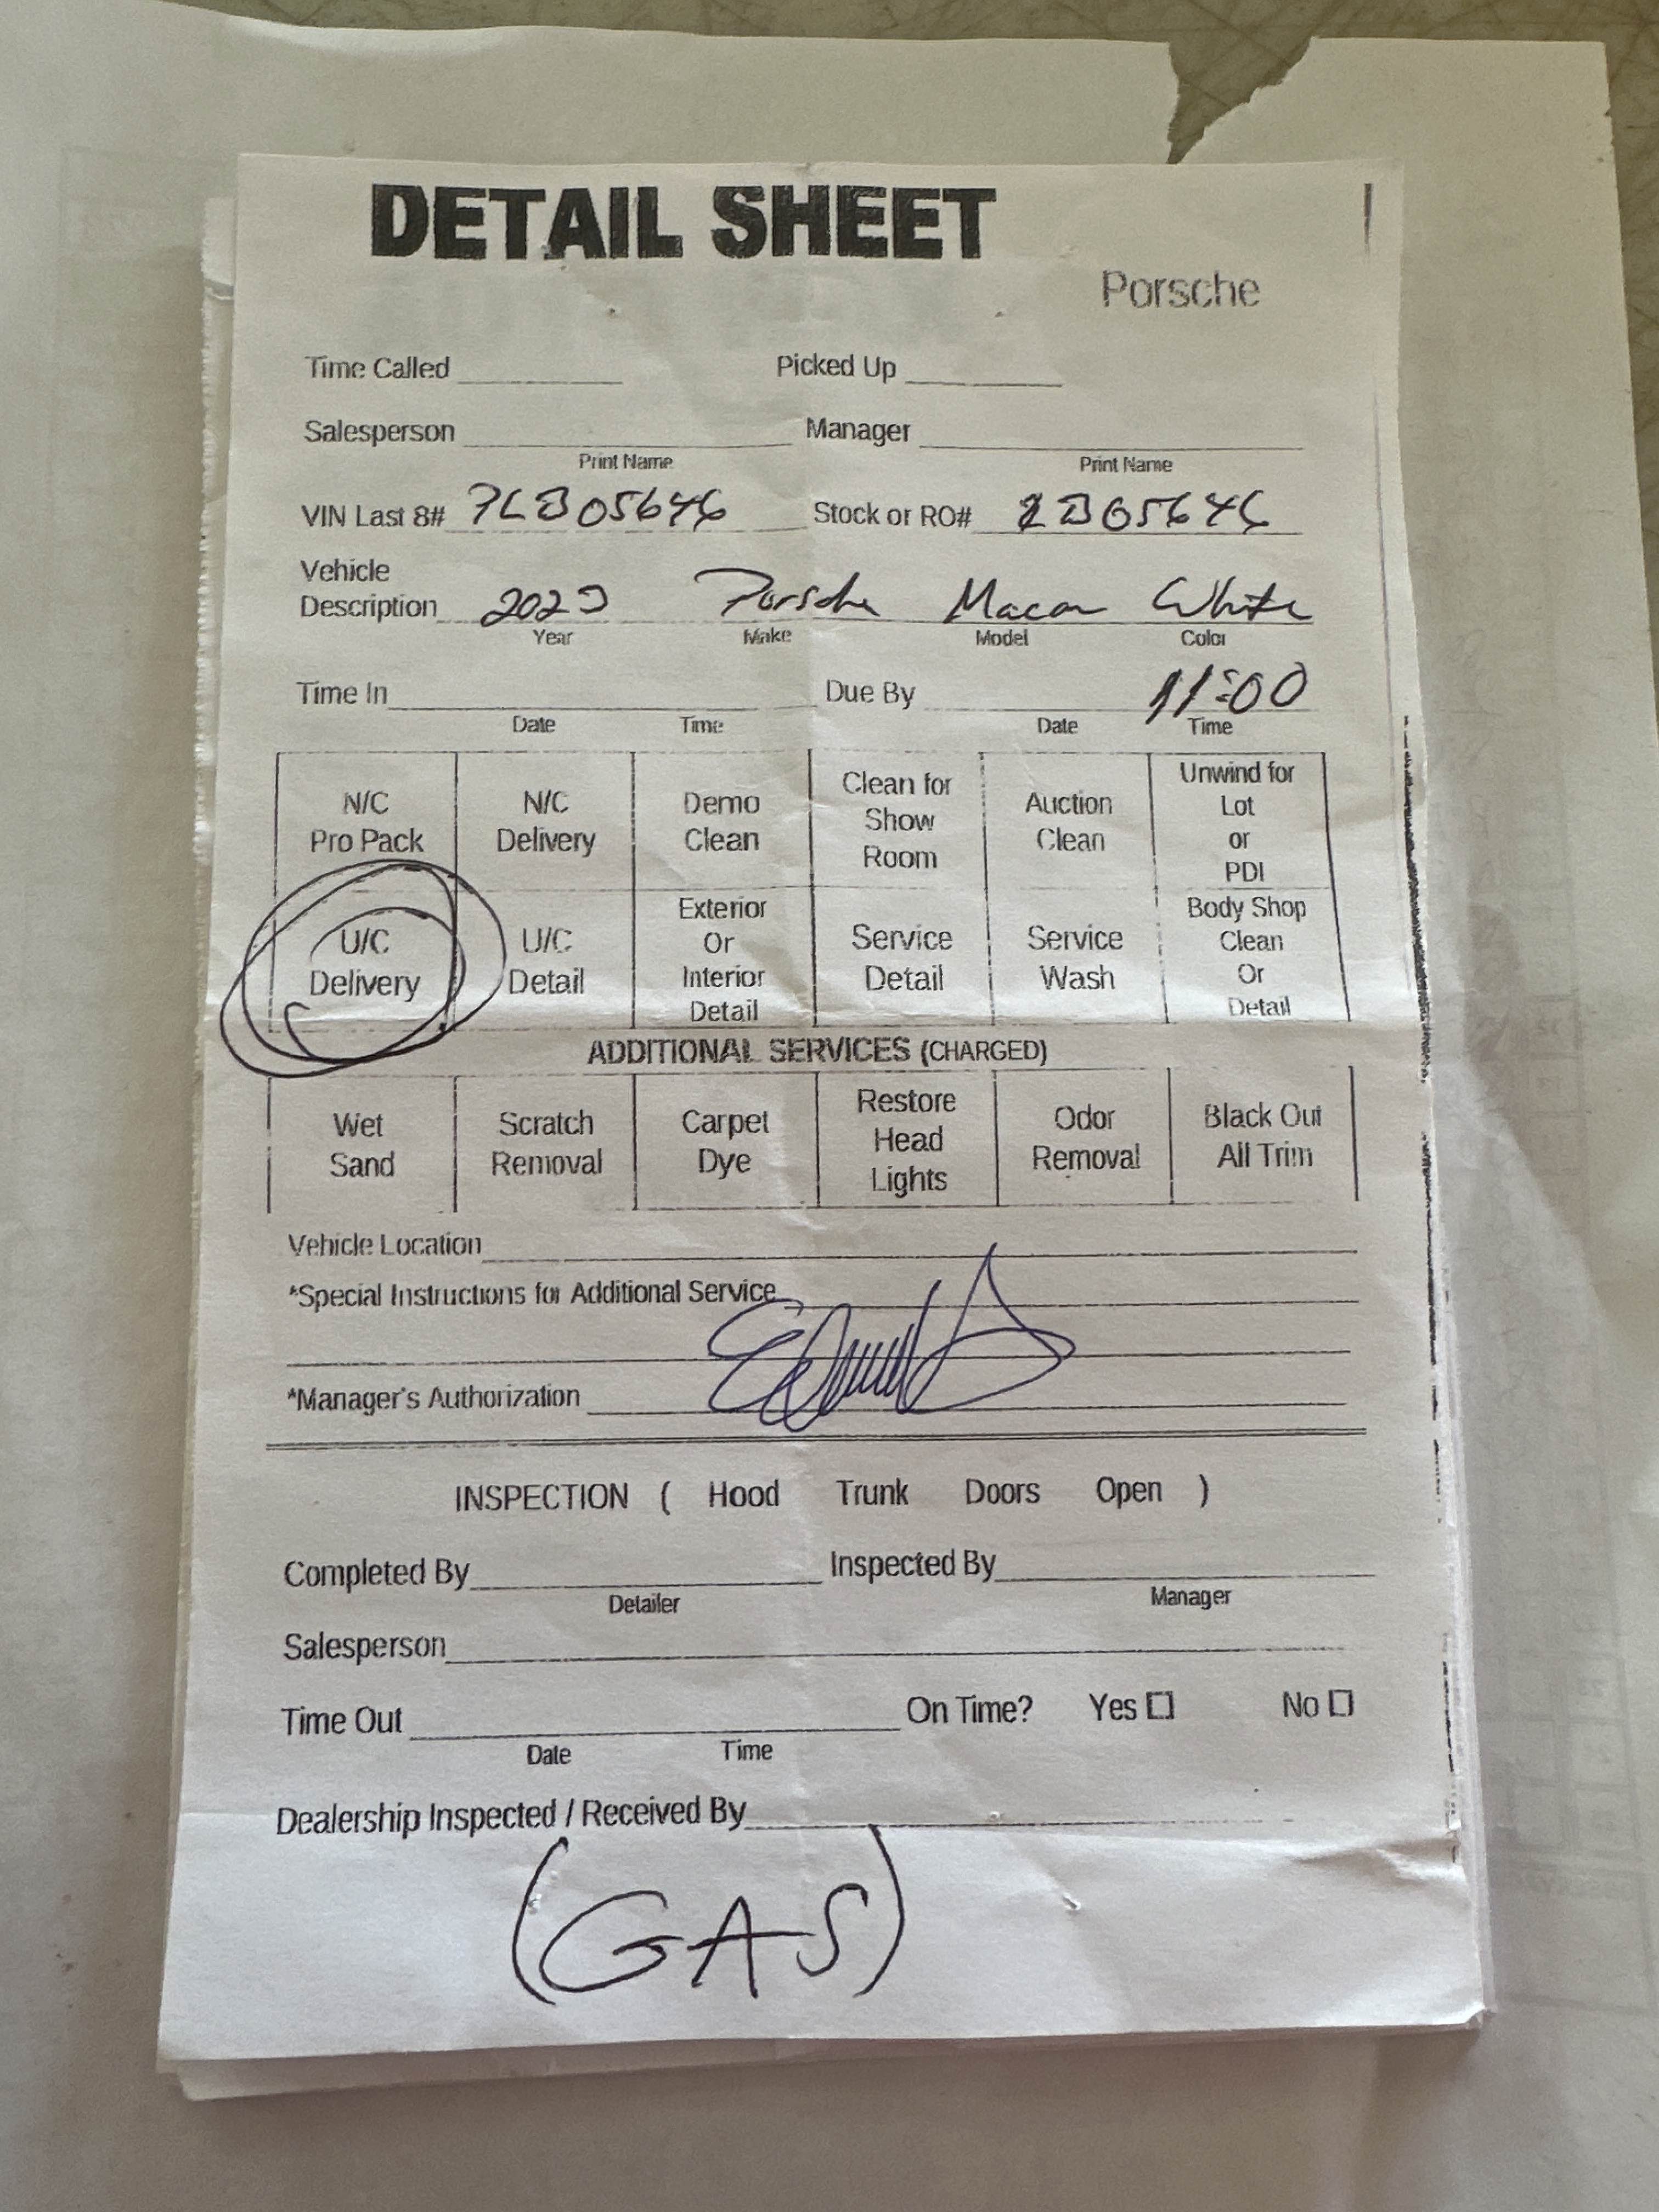 DETAIL SHEET
Porsche
Time Called Picked Up
Salesperson Manager
Print Name Print Name
VIN Last 8# PLB05646 Stock or RO# LB05646
Vehicle
Description 2023 Porsche Macan White
Year Make Model Color
Time In Due By 11:00
Date Time Date Time
N/C Pro Pack
N/C Delivery
Demo Clean
Clean for Show Room
Auction Clean
Unwind for Lot or PDI
U/C Delivery
U/C Detail
Exterior Or Interior Detail
Service Detail
Service Wash
Body Shop Clean Or Detail
ADDITIONAL SERVICES (CHARGED)
Wet Sand
Scratch Removal
Carpet Dye
Restore Head Lights
Odor Removal
Black Out All Trim
Vehicle Location
*Special Instructions for Additional Service
*Manager's Authorization
INSPECTION ( Hood Trunk Doors Open )
Completed By Inspected By
Detailer Manager
Salesperson
Time Out On Time? Yes No
Date Time
Dealership Inspected / Received By
(GAS)